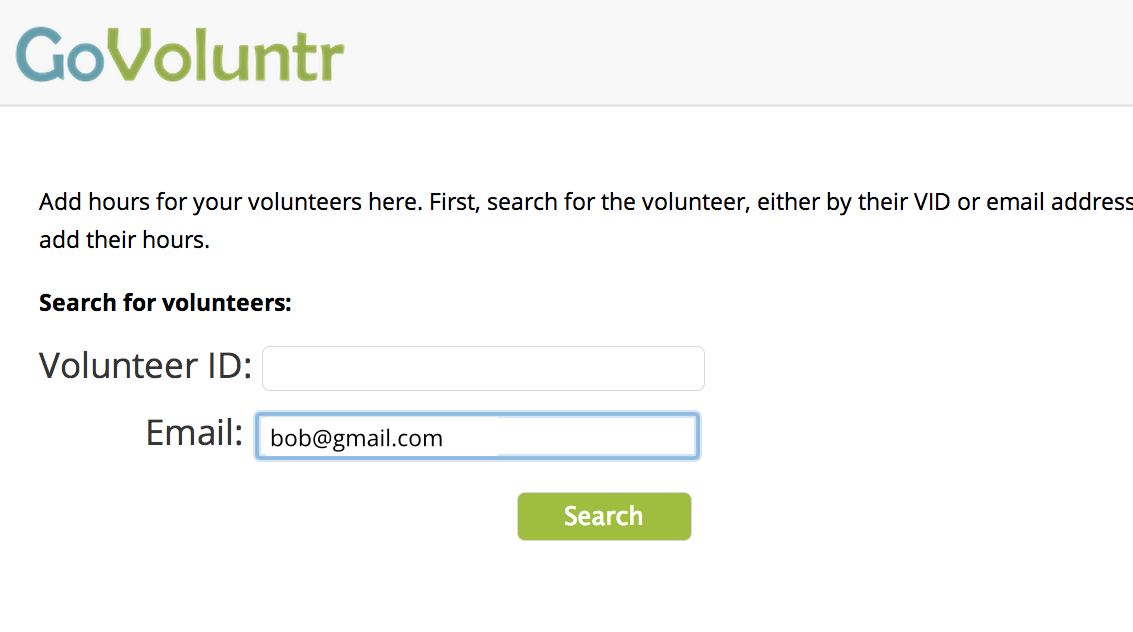 GoVoluntr
Add hours for your volunteers here. First, search for the volunteer, either by their VID or email address
add their hours.
Search for volunteers:
Volunteer ID:
Email: bob@gmail.com
Search